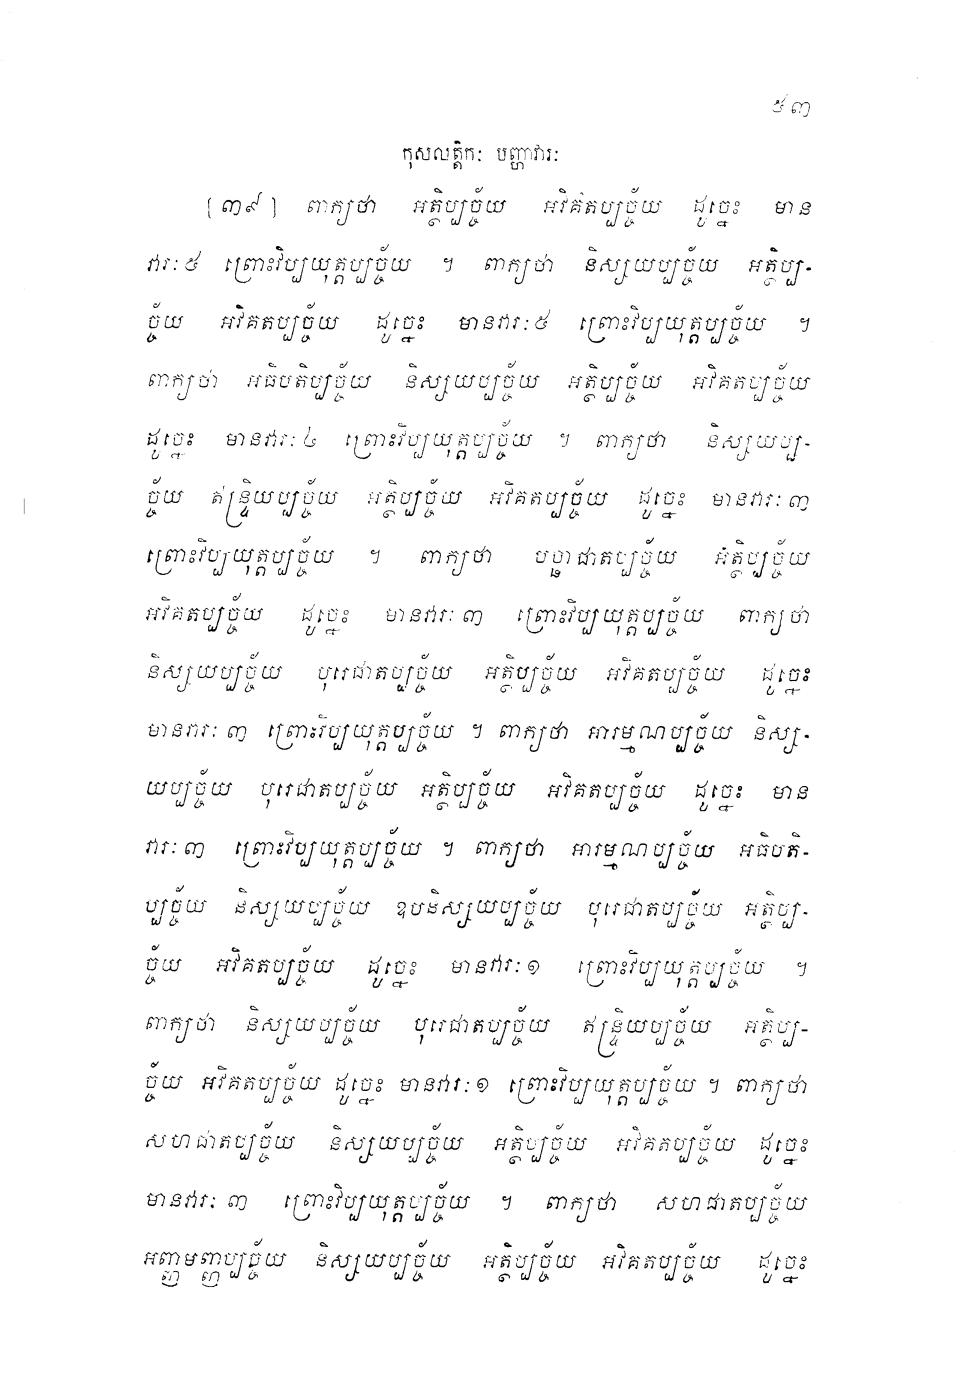 ៥៣
កុសលត្តិក: បញ្ហាវារ:
[៣៩] ពាក្យថា អត្ថិប្បច្ច័យ អវិគតប្បច្ច័យ ដូច្នេះ មាន
វារ:៥ ព្រោះវិប្បយុត្តប្បច្ច័យ ។ ពាក្យថា និស្សយប្បច្ច័យ អត្ថិប្ប-
ច្ច័យ អវិគតប្បច្ច័យ ដូច្នេះ មានវារ:៥ ព្រោះវិប្បយុត្តប្បច្ច័យ ។
ពាក្យថា អធិបតិប្បច្ច័យ និស្សយប្បច្ច័យ អត្ថិប្បច្ច័យ អវិគតប្បច្ច័យ
ដូច្នេះ មានវារ:៤ ព្រោះវិប្បយុត្តប្បច្ច័យ ។ ពាក្យថា និស្សយប្ប-
ច្ច័យ ឥន្ទ្រិយប្បច្ច័យ អត្ថិប្បច្ច័យ អវិគតប្បច្ច័យ ដូច្នេះ មានវារ:៣
ព្រោះវិប្បយុត្តប្បច្ច័យ ។ ពាក្យថា បច្ឆាជាតប្បច្ច័យ អត្ថិប្បច្ច័យ
អវិគតប្បច្ច័យ ដូច្នេះ មានវារ:៣ ព្រោះវិប្បយុត្តប្បច្ច័យ ពាក្យថា
និស្សយប្បច្ច័យ បុរេជាតប្បច្ច័យ អត្ថិប្បច្ច័យ អវិគតប្បច្ច័យ ដូច្នេះ
មានវារ:៣ ព្រោះវិប្បយុត្តប្បច្ច័យ ។ ពាក្យថា អារម្មណប្បច្ច័យ និស្ស-
យប្បច្ច័យ បុរេជាតប្បច្ច័យ អត្ថិប្បច្ច័យ អវិគតប្បច្ច័យ ដូច្នេះ មាន
វារ:៣ ព្រោះវិប្បយុត្តប្បច្ច័យ ។ ពាក្យថា អារម្មណប្បច្ច័យ អធិបតិ-
ប្បច្ច័យ និស្សយប្បច្ច័យ ឧបនិស្សយប្បច្ច័យ បុរេជាតប្បច្ច័យ អត្ថិប្ប-
ច្ច័យ អវិគតប្បច្ច័យ ដូច្នេះ មានវារ:១ ព្រោះវិប្បយុត្តប្បច្ច័យ ។
ពាក្យថា និស្សយប្បច្ច័យ បុរេជាតប្បច្ច័យ ឥន្ទ្រិយប្បច្ច័យ អត្ថិប្ប-
ច្ច័យ អវិគតប្បច្ច័យ ដូច្នេះ មានវារ:១ ព្រោះវិប្បយុត្តប្បច្ច័យ ។ ពាក្យថា
សហជាតប្បច្ច័យ និស្សយប្បច្ច័យ អត្ថិប្បច្ច័យ អវិគតប្បច្ច័យ ដូច្នេះ
មានវារ:៣ ព្រោះវិប្បយុត្តប្បច្ច័យ ។ ពាក្យថា សហជាតប្បច្ច័យ
អញ្ញមញ្ញប្បច្ច័យ និស្សយប្បច្ច័យ អត្ថិប្បច្ច័យ អវិគតប្បច្ច័យ ដូច្នេះ